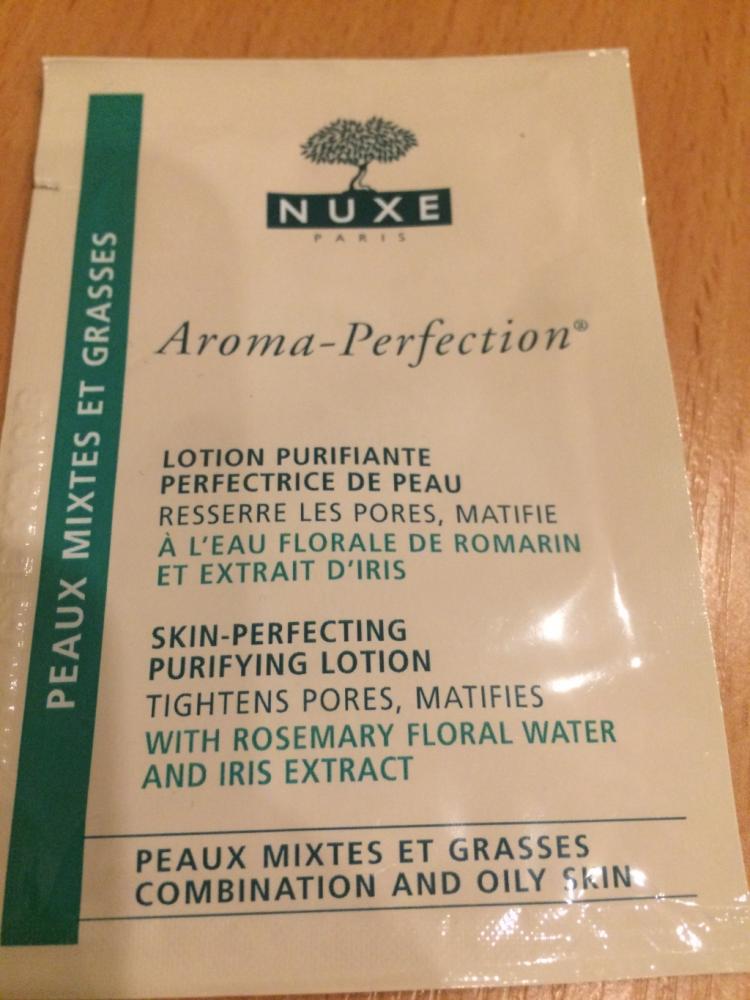 NUXE
PARIS
Aroma-Perfection®
PEAUX MIXTES ET GRASSES
LOTION PURIFIANTE
PERFECTRICE DE PEAU
RESSERRE LES PORES, MATIFIE
À L'EAU FLORALE DE ROMARIN
ET EXTRAIT D'IRIS
SKIN-PERFECTING
PURIFYING LOTION
TIGHTENS PORES, MATIFIES
WITH ROSEMARY FLORAL WATER
AND IRIS EXTRACT
PEAUX MIXTES ET GRASSES
COMBINATION AND OILY SKIN